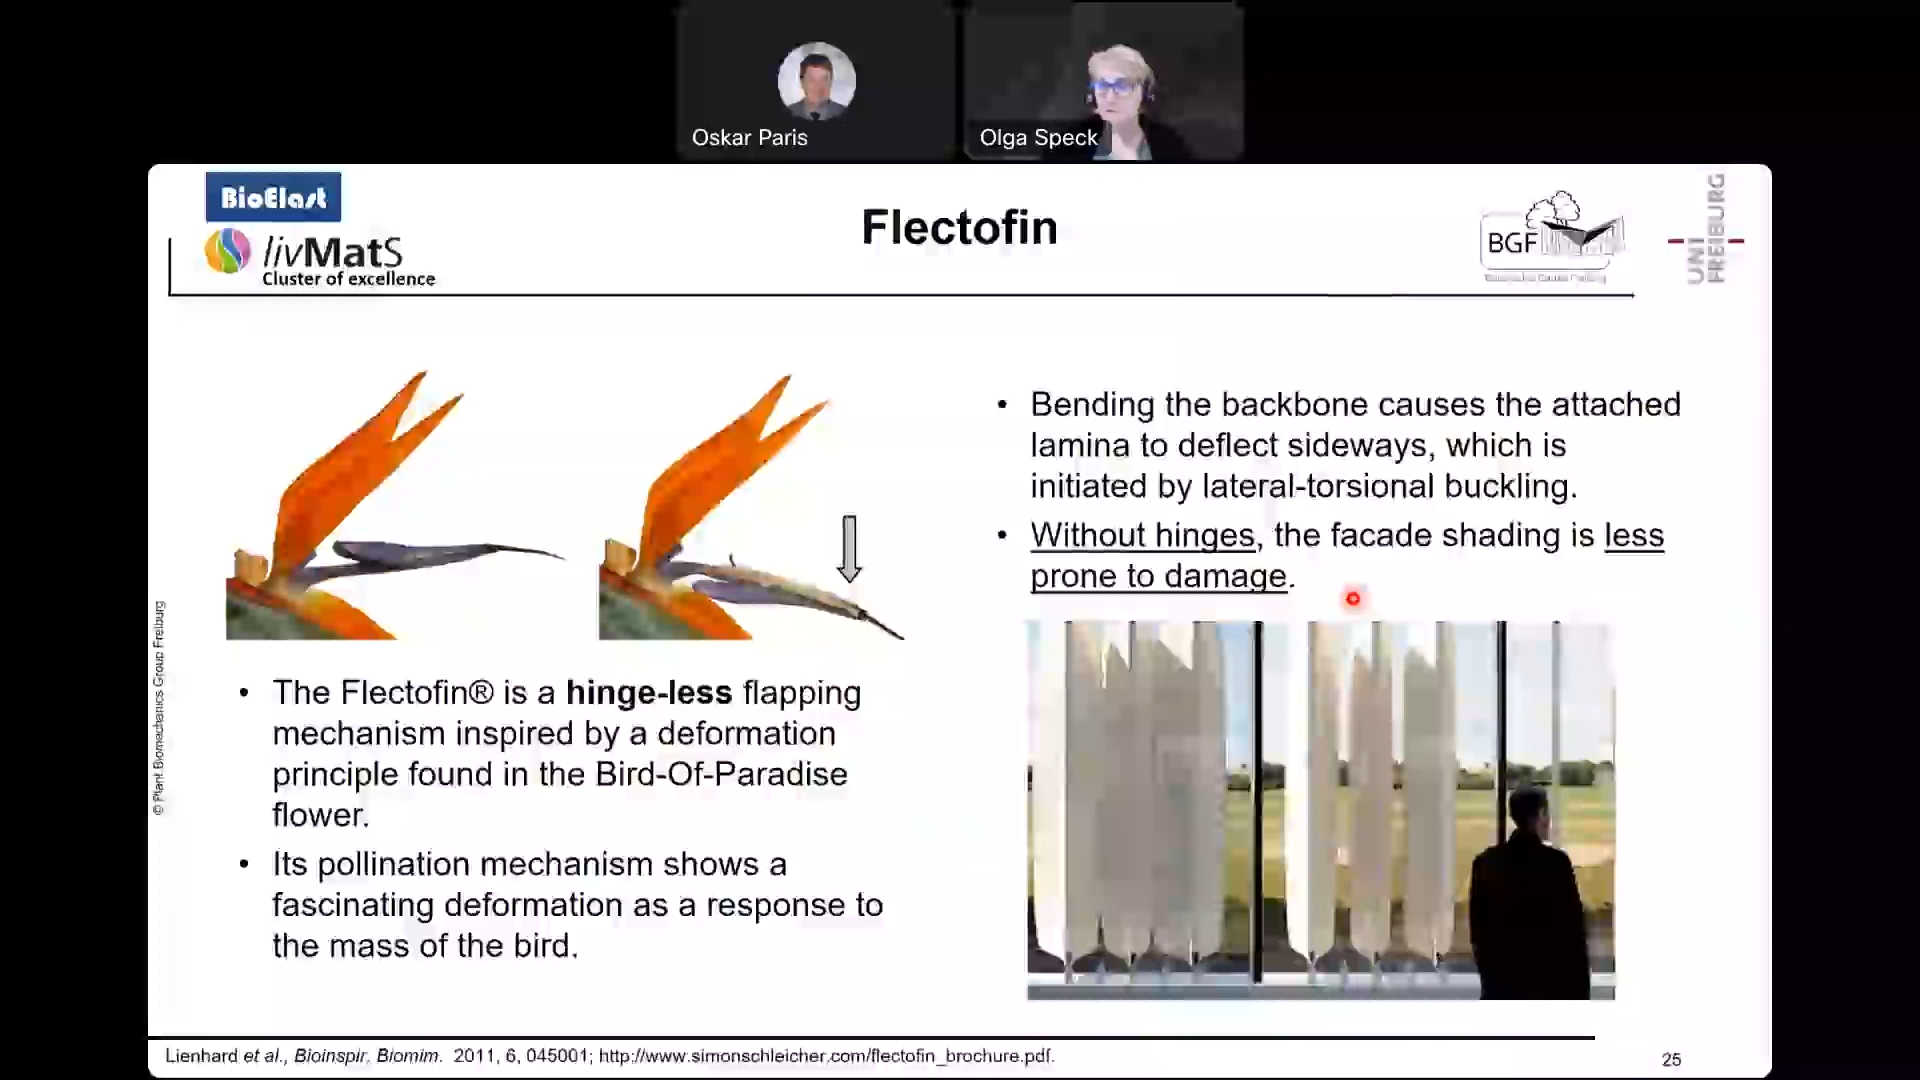 Oskar Paris
Olga Speck
BioElast
livMatS
Cluster of excellence
Flectofin
BGF
UNI
FREIBURG
© Plant Biomechanics Group Freiburg
The Flectofin® is a hinge-less flapping
mechanism inspired by a deformation
principle found in the Bird-Of-Paradise
flower.
Its pollination mechanism shows a
fascinating deformation as a response to
the mass of the bird.
Bending the backbone causes the attached
lamina to deflect sideways, which is
initiated by lateral-torsional buckling.
Without hinges, the facade shading is less
prone to damage.
Lienhard et al., Bioinspir. Biomim. 2011, 6, 045001; http://www.simonschleicher.com/flectofin_brochure.pdf.
25